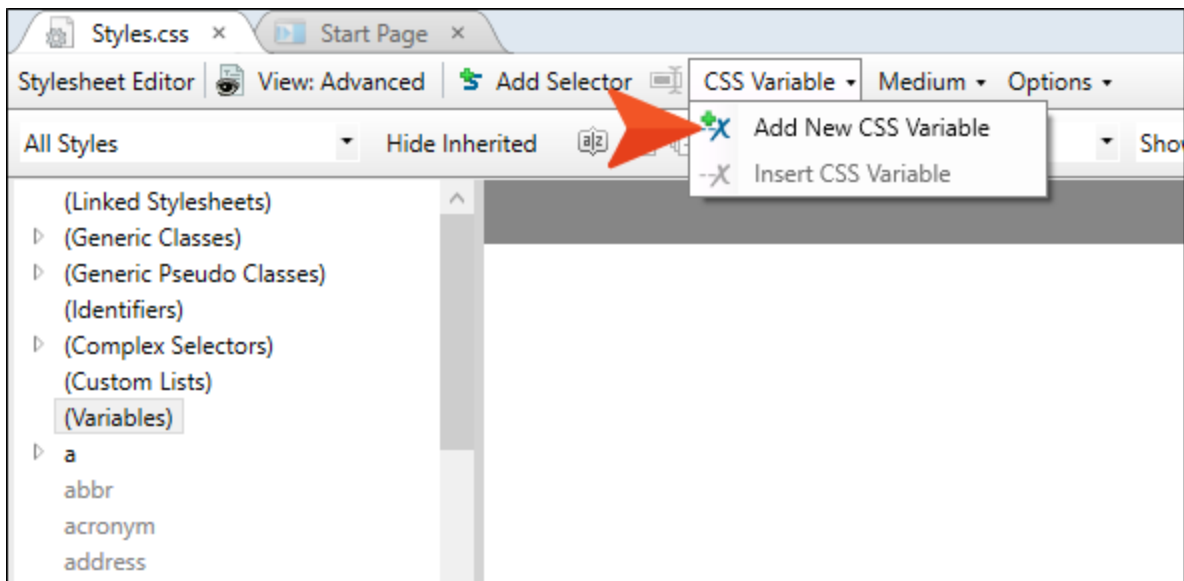 Styles.css × Start Page ×
Stylesheet Editor View: Advanced Add Selector CSS Variable Medium Options
All Styles Hide Inherited Show
Add New CSS Variable
Insert CSS Variable
(Linked Stylesheets)
(Generic Classes)
(Generic Pseudo Classes)
(Identifiers)
(Complex Selectors)
(Custom Lists)
(Variables)
a
abbr
acronym
address